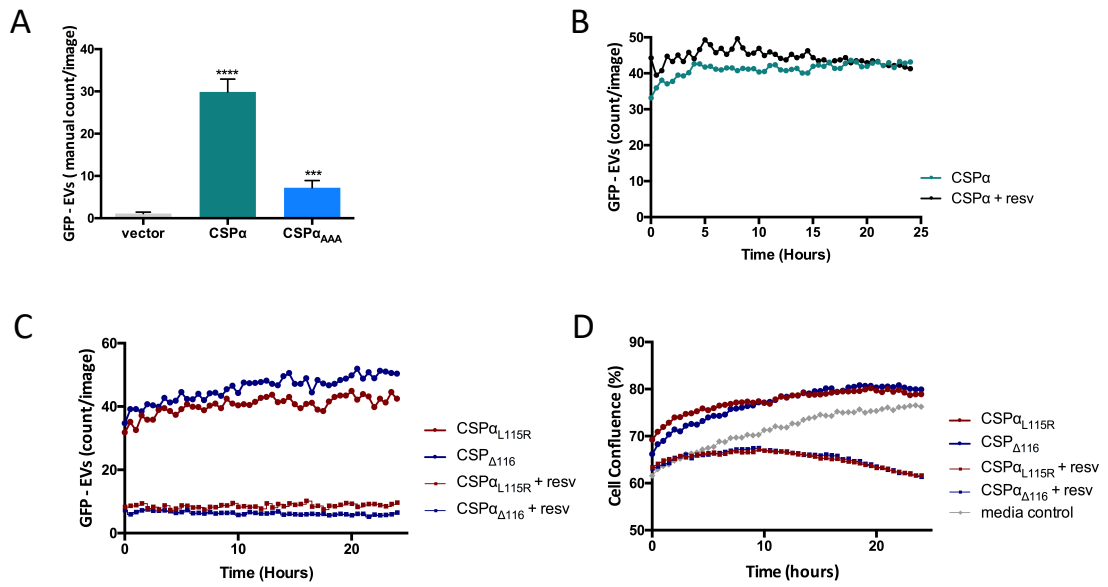 A
GFP - EVs ( manual count/image)
40
30
20
10
0
****
***
vector
CSPα
CSPαAAA
B
GFP - EVs (count/image)
50
40
30
20
10
0
0
5
10
15
20
25
Time (Hours)
CSPα
CSPα + resv
C
GFP - EVs (count/image)
60
40
20
0
0
10
20
Time (Hours)
CSPαL115R
CSPΔ116
CSPαL115R + resv
CSPαΔ116 + resv
D
Cell Confluence (%)
90
80
70
60
50
0
10
20
Time (hours)
CSPαL115R
CSPΔ116
CSPαL115R + resv
CSPαΔ116 + resv
media control